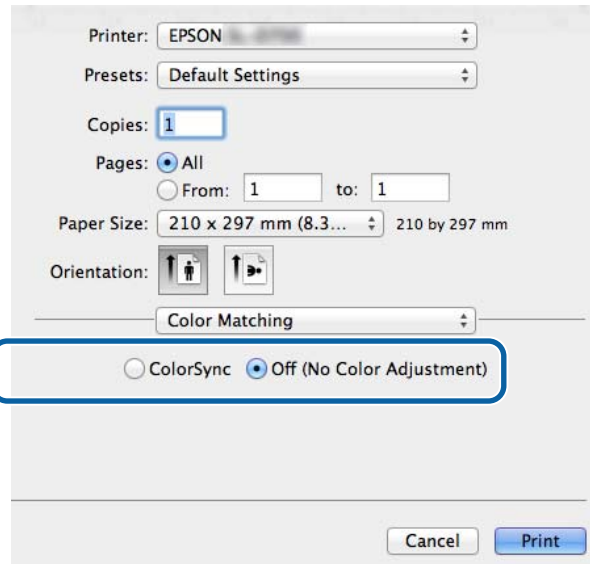 Printer: EPSON
Presets: Default Settings
Copies: 1
Pages: All
From: 1 to: 1
Paper Size: 210 x 297 mm (8.3... 210 by 297 mm
Orientation:
Color Matching
ColorSync Off (No Color Adjustment)
Cancel Print